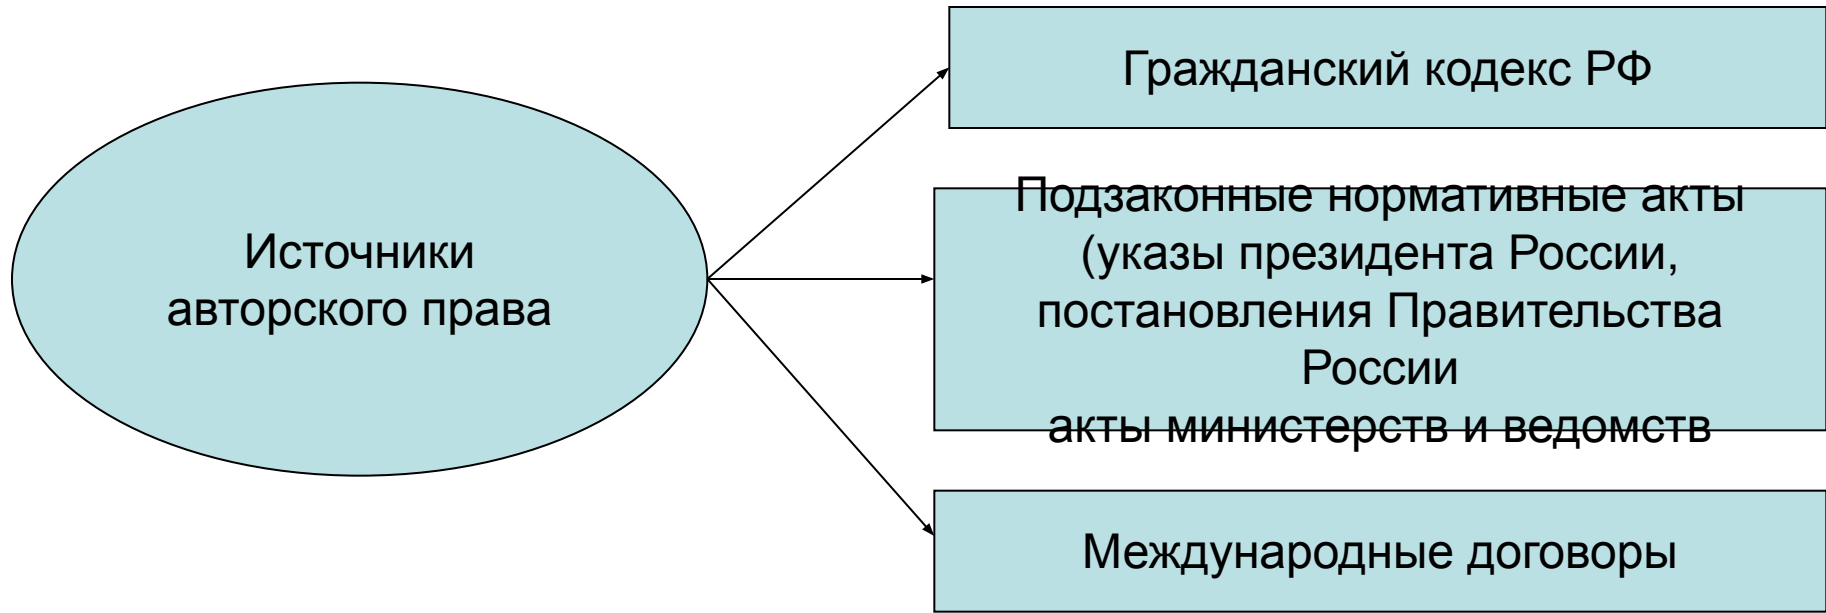 Источники
авторского права
Гражданский кодекс РФ
Подзаконные нормативные акты
(указы президента России,
постановления Правительства
России
акты министерств и ведомств
Международные договоры